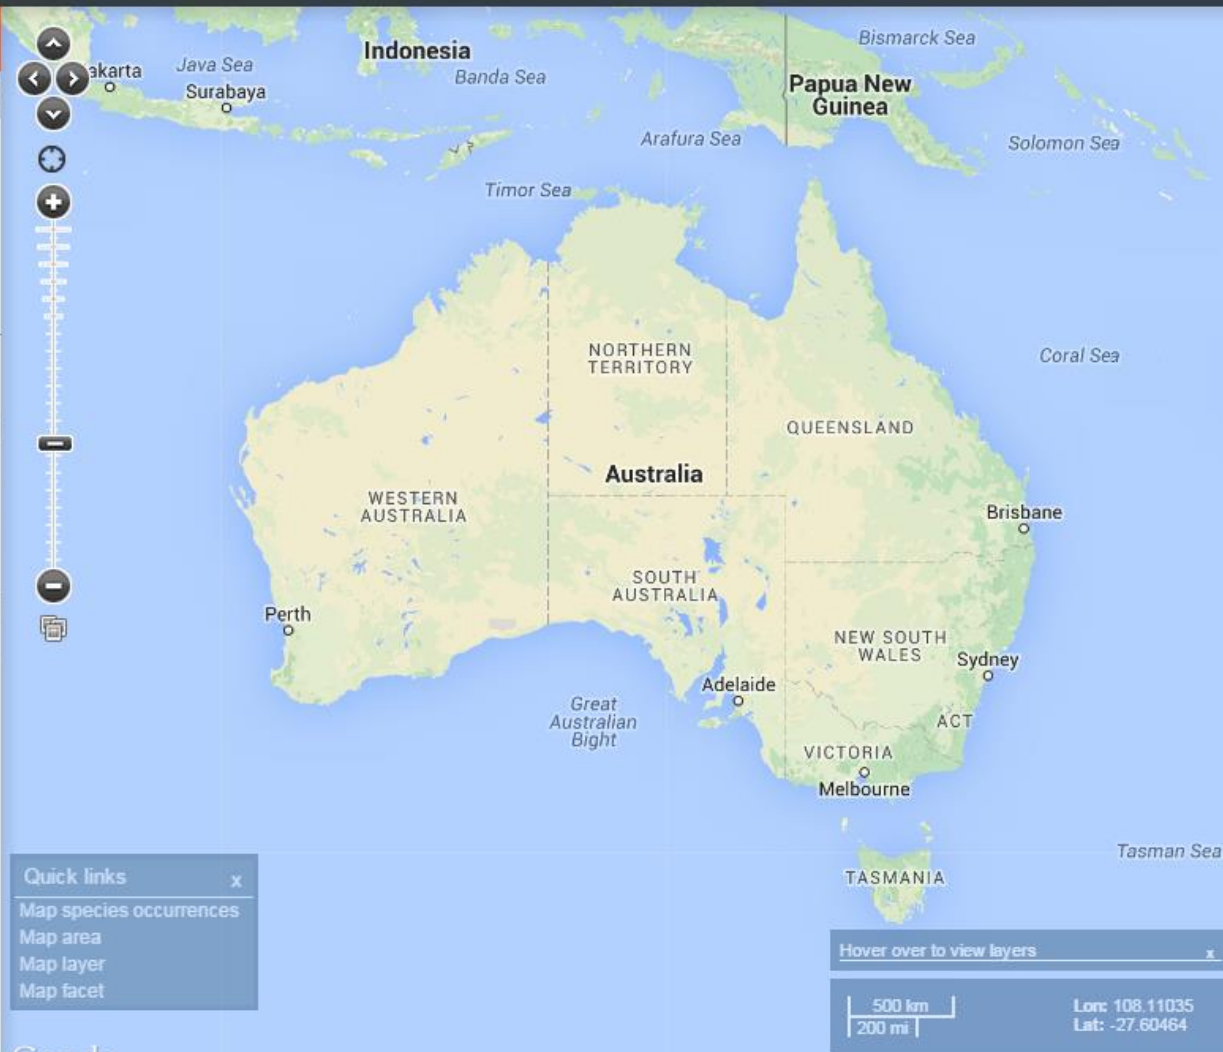 Indonesia
Bismarck Sea
Java Sea
akarta
Banda Sea
Surabaya
Papua New
Guinea
Arafura Sea
Solomon Sea
Timor Sea
NORTHERN
TERRITORY
Coral Sea
QUEENSLAND
Australia
WESTERN
AUSTRALIA
Brisbane
SOUTH
AUSTRALIA
Perth
NEW SOUTH
WALES
Sydney
Adelaide
Great
Australian
Bight
ACT
VICTORIA
Melbourne
Tasman Sea
TASMANIA
Quick links x
Map species occurrences
Map area
Map layer
Map facet
Hover over to view layers x
500 km
200 mi
Lon: 108.11035
Lat: -27.60464